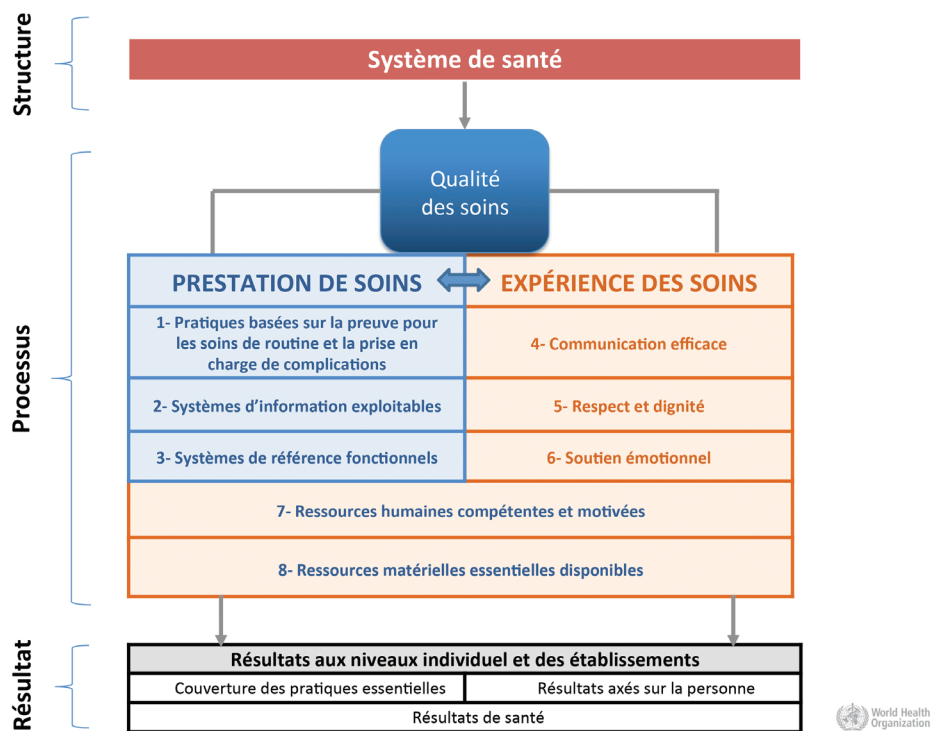 Structure
Système de santé
Qualité
des soins
Processus
PRESTATION DE SOINS
EXPÉRIENCE DES SOINS
1- Pratiques basées sur la preuve pour
les soins de routine et la prise en
charge de complications
4- Communication efficace
2- Systèmes d'information exploitables
5- Respect et dignité
3- Systèmes de référence fonctionnels
6- Soutien émotionnel
7- Ressources humaines compétentes et motivées
8- Ressources matérielles essentielles disponibles
Résultat
Résultats aux niveaux individuel et des établissements
Couverture des pratiques essentielles
Résultats axés sur la personne
Résultats de santé
World Health
Organization